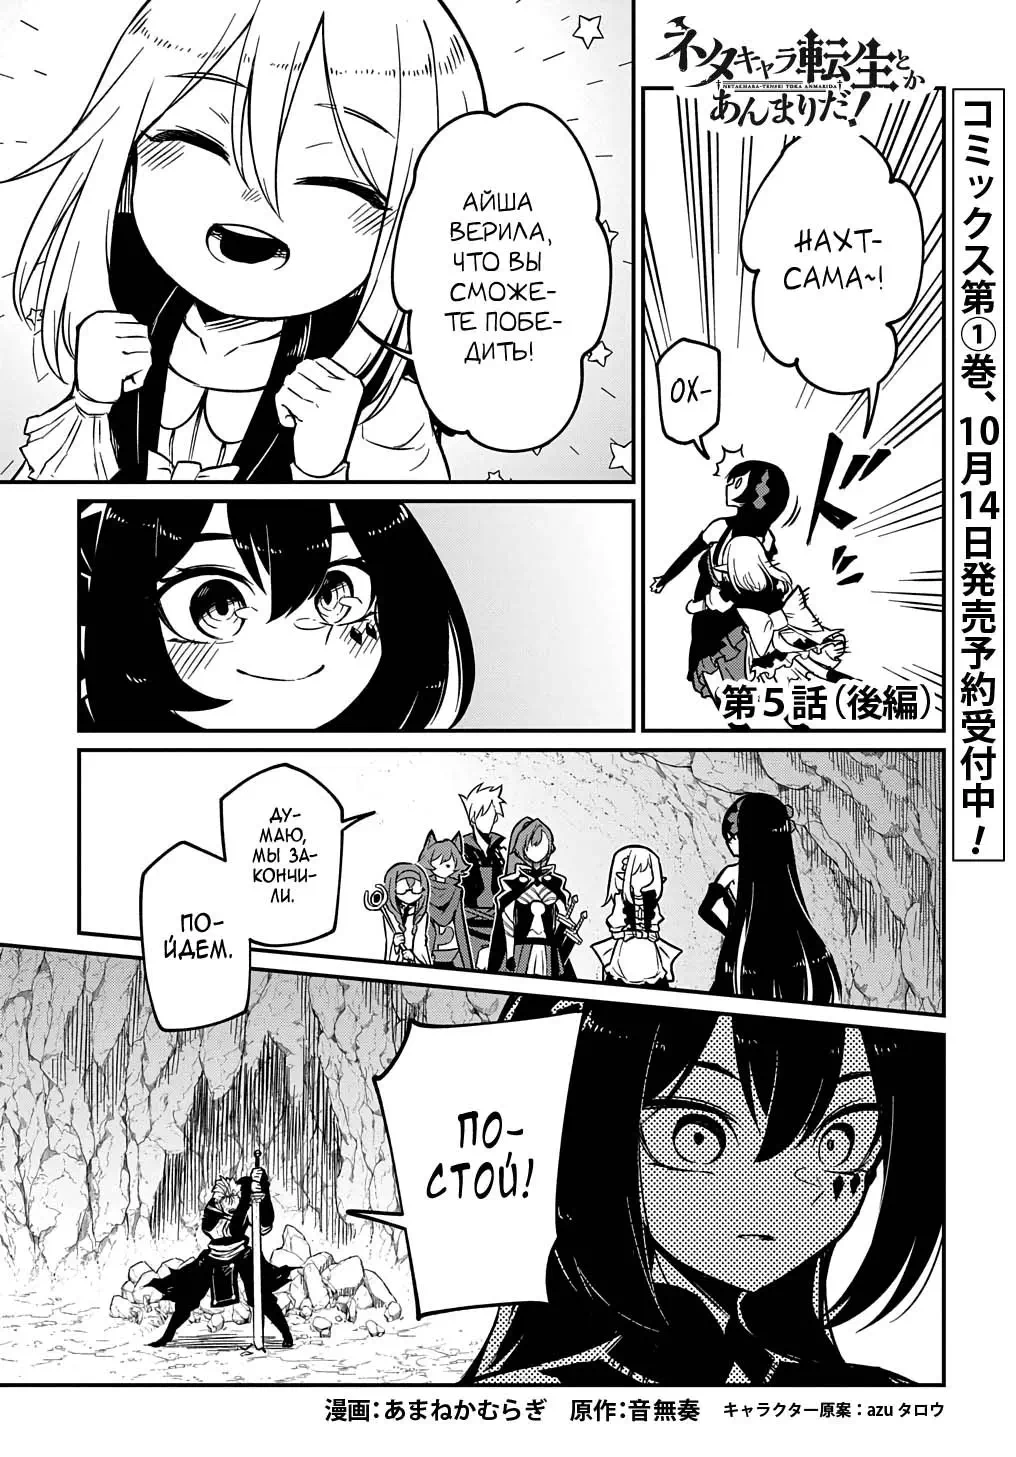 ネタキャラ転生とか
†NETAKYARA-TENSEI TOKA ANMARIDA†
あんまりだ!
コミックス第①巻、10月14日発売予約受付中!
НАХТ-
САМА~!
ОХ-
ド
第5話(後編)
АЙША
ВЕРИЛА,
ЧТО ВЫ
СМОЖЕ-
ТЕ ПОБЕ-
ДИТЬ!
ДУ-
МАЮ,
МЫ ЗА-
КОНЧИ-
ЛИ.
ПО-
ЙДЕМ.
ПО-
СТОЙ!
漫画:あまねかむらぎ 原作:音無奏 キャラクター原案:azuタロウ